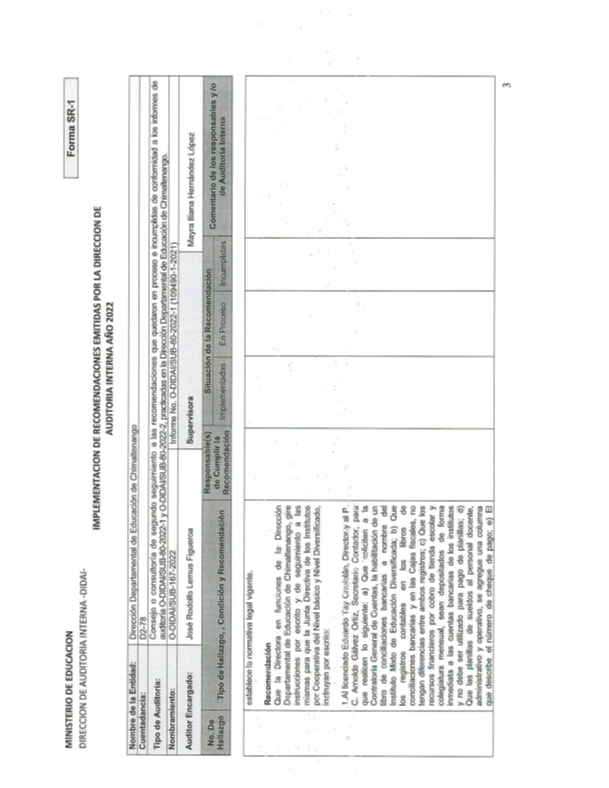 MINISTERIO DE EDUCACION
DIRECCION DE AUDITORIA INTERNA -DIDAI-
Forma SR-1
IMPLEMENTACION DE RECOMENDACIONES EMITIDAS POR LA DIRECCION DE
AUDITORIA INTERNA AÑO 2022
Nombre de la Entidad: Dirección Departamental de Educación de Chimaltenango
Cuentadancia: D2-78
Tipo de Auditoría: Consejo o consultoría de segundo seguimiento a las recomendaciones que quedaron en proceso e incumplidas de conformidad a los informes de
auditoría O-DIDAI/SUB-80-2022-1 y O-DIDAI/SUB-80-2022-2, practicadas en la Dirección Departamental de Educación de Chimaltenango.
Nombramiento: O-DIDAI/SUB-167-2022 Informe No. O-DIDAI/SUB-80-2022-1 (109490-1-2021)
Auditor Encargado: José Rodolfo Lemus Figueroa Supervisora Mayra Iliana Hernández López
No. De Hallazgo
Tipo de Hallazgo, , Condición y Recomendación
Responsable(s) de Cumplir la Recomendación
Situación de la Recomendación
Implementadas En Proceso Incumplidas
Comentario de los responsables y /o de Auditoría Interna
establece la normativa legal vigente.
Recomendación
Que la Directora en funciones de la Dirección
Departamental de Educación de Chimaltenango, gire
instrucciones por escrito y de seguimiento a las
mismas para que la Junta Directiva de los Institutos
por Cooperativa del Nivel básico y Nivel Diversificado,
instruyan por escrito:
1.Al licenciado Eduardo Tay Director y al P.
C. Arnoldo Gálvez Ortiz, Secretario Contador, para
que realicen lo siguiente: a) Que soliciten a la
Contraloría General de Cuentas, la habilitación de un
libro de conciliaciones bancarias a nombre del
Instituto Mixto de Educación Diversificada; b) Que
los registros contables en los libros de
conciliaciones bancarias y en las Cajas fiscales, no
tengan diferencias entre ambos registros; c) Que los
recursos financieros por cobro de tienda escolar y
colegiatura mensual, sean depositados de forma
inmediata a las cuentas bancarias de los institutos
y no debe ser utilizado para pago de planillas; d)
Que las planillas de sueldos al personal docente,
administrativo y operativo, se agregue una columna
que describe el número de cheque de pago; e) El
3